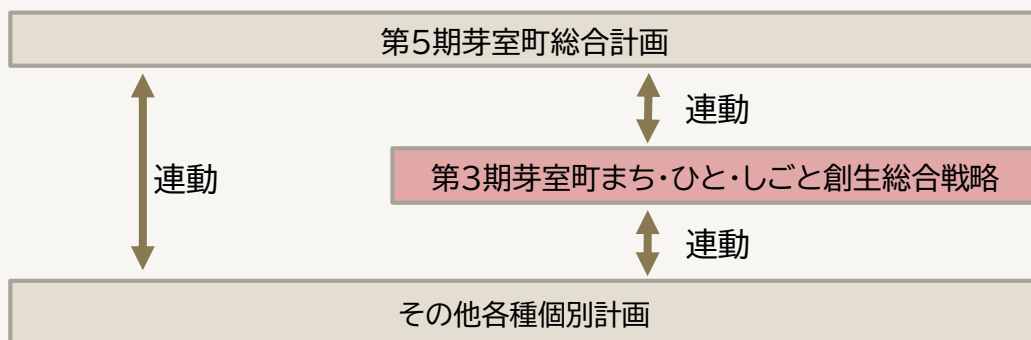 第5期芽室町総合計画
連動
連動
第3期芽室町まち・ひと・しごと創生総合戦略
連動
その他各種個別計画